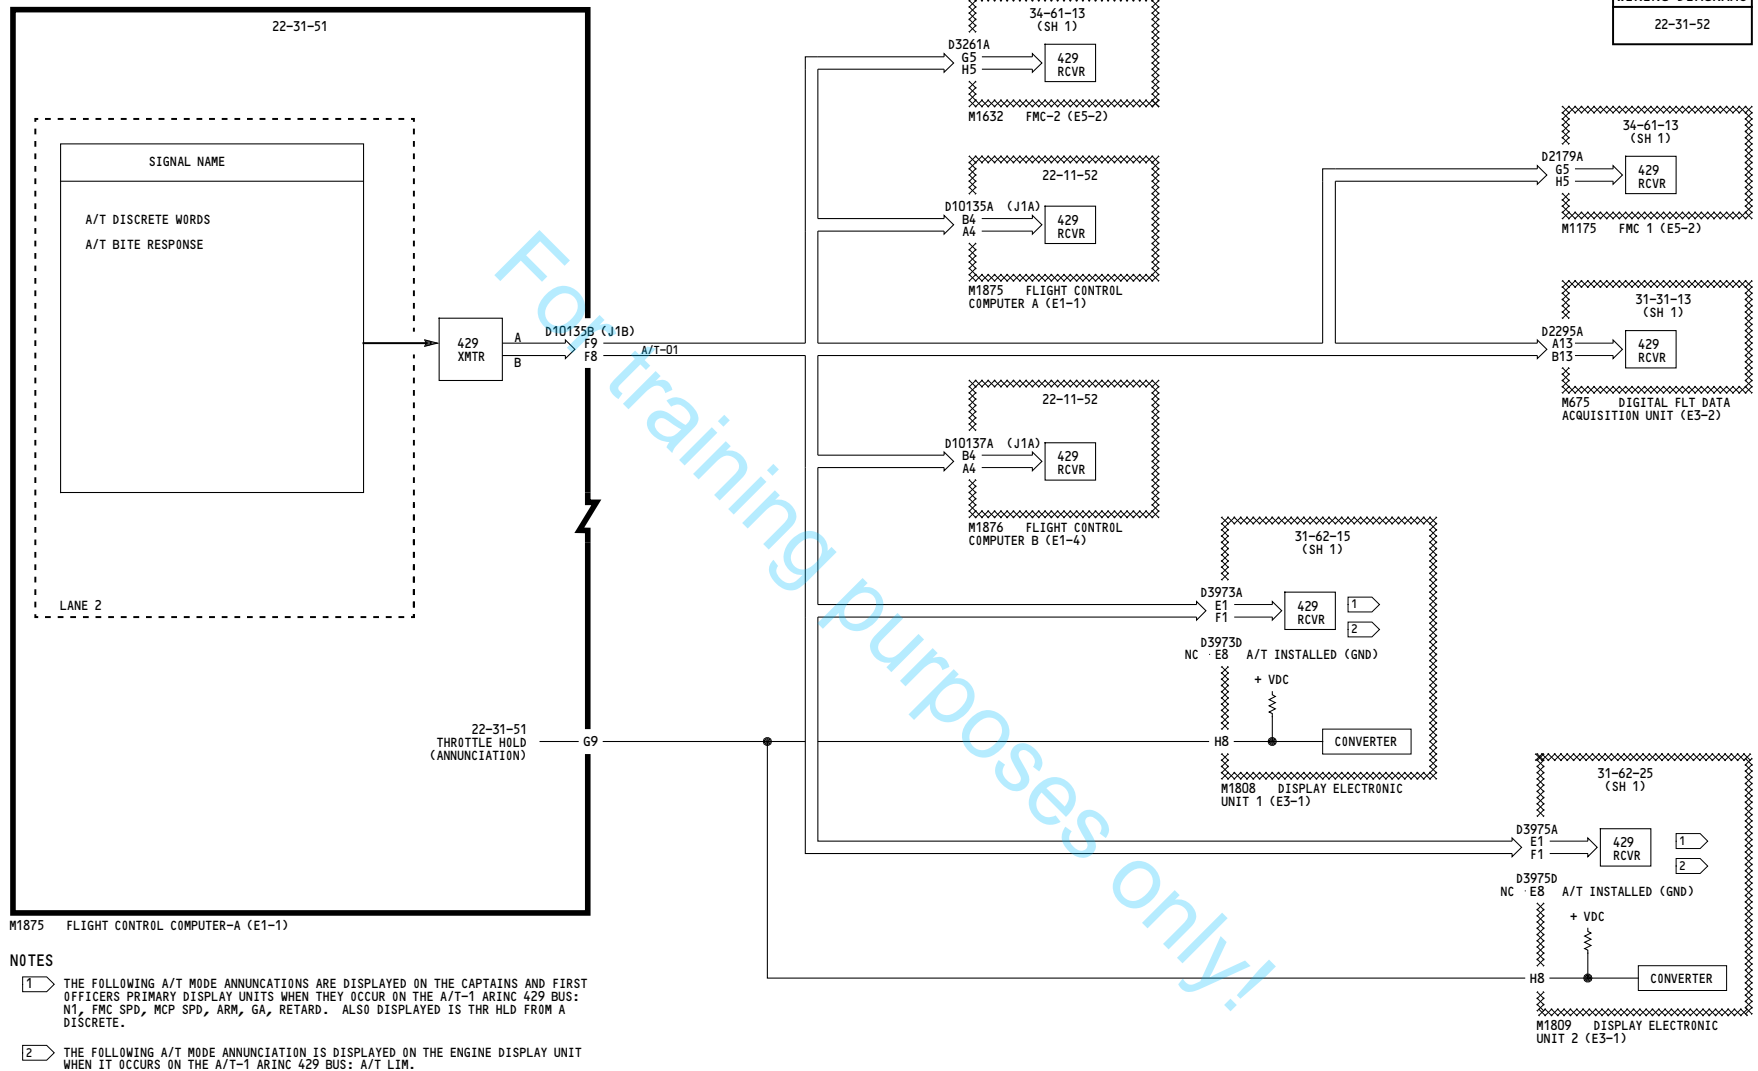 22-31-51
SIGNAL NAME
A/T DISCRETE WORDS
A/T BITE RESPONSE
LANE 2
429
XMTR
A
B
D10135B (J1B)
F9
F8
A/T-01
22-31-51
THROTTLE HOLD
(ANNUNCIATION)
G9
M1875 FLIGHT CONTROL COMPUTER-A (E1-1)
34-61-13
(SH 1)
D3261A
G5
H5
429
RCVR
M1632 FMC-2 (E5-2)
22-11-52
D10135A (J1A)
B4
A4
429
RCVR
M1875 FLIGHT CONTROL
COMPUTER A (E1-1)
22-11-52
D10137A (J1A)
B4
A4
429
RCVR
M1876 FLIGHT CONTROL
COMPUTER B (E1-4)
31-62-15
(SH 1)
D3973A
E1
F1
429
RCVR
1
2
D3973D
NC E8 A/T INSTALLED (GND)
+ VDC
H8
CONVERTER
M1808 DISPLAY ELECTRONIC
UNIT 1 (E3-1)
22-31-52
34-61-13
(SH 1)
D2179A
G5
H5
429
RCVR
M1175 FMC 1 (E5-2)
31-31-13
(SH 1)
D2295A
A13
B13
429
RCVR
M675 DIGITAL FLT DATA
ACQUISITION UNIT (E3-2)
31-62-25
(SH 1)
D3975A
E1
F1
429
RCVR
1
2
D3975D
NC E8 A/T INSTALLED (GND)
+ VDC
H8
CONVERTER
M1809 DISPLAY ELECTRONIC
UNIT 2 (E3-1)
NOTES
1 THE FOLLOWING A/T MODE ANNUNCATIONS ARE DISPLAYED ON THE CAPTAINS AND FIRST
OFFICERS PRIMARY DISPLAY UNITS WHEN THEY OCCUR ON THE A/T-1 ARINC 429 BUS:
N1, FMC SPD, MCP SPD, ARM, GA, RETARD. ALSO DISPLAYED IS THR HLD FROM A
DISCRETE.
2 THE FOLLOWING A/T MODE ANNUNCIATION IS DISPLAYED ON THE ENGINE DISPLAY UNIT
WHEN IT OCCURS ON THE A/T-1 ARINC 429 BUS: A/T LIM.
For training purposes only!